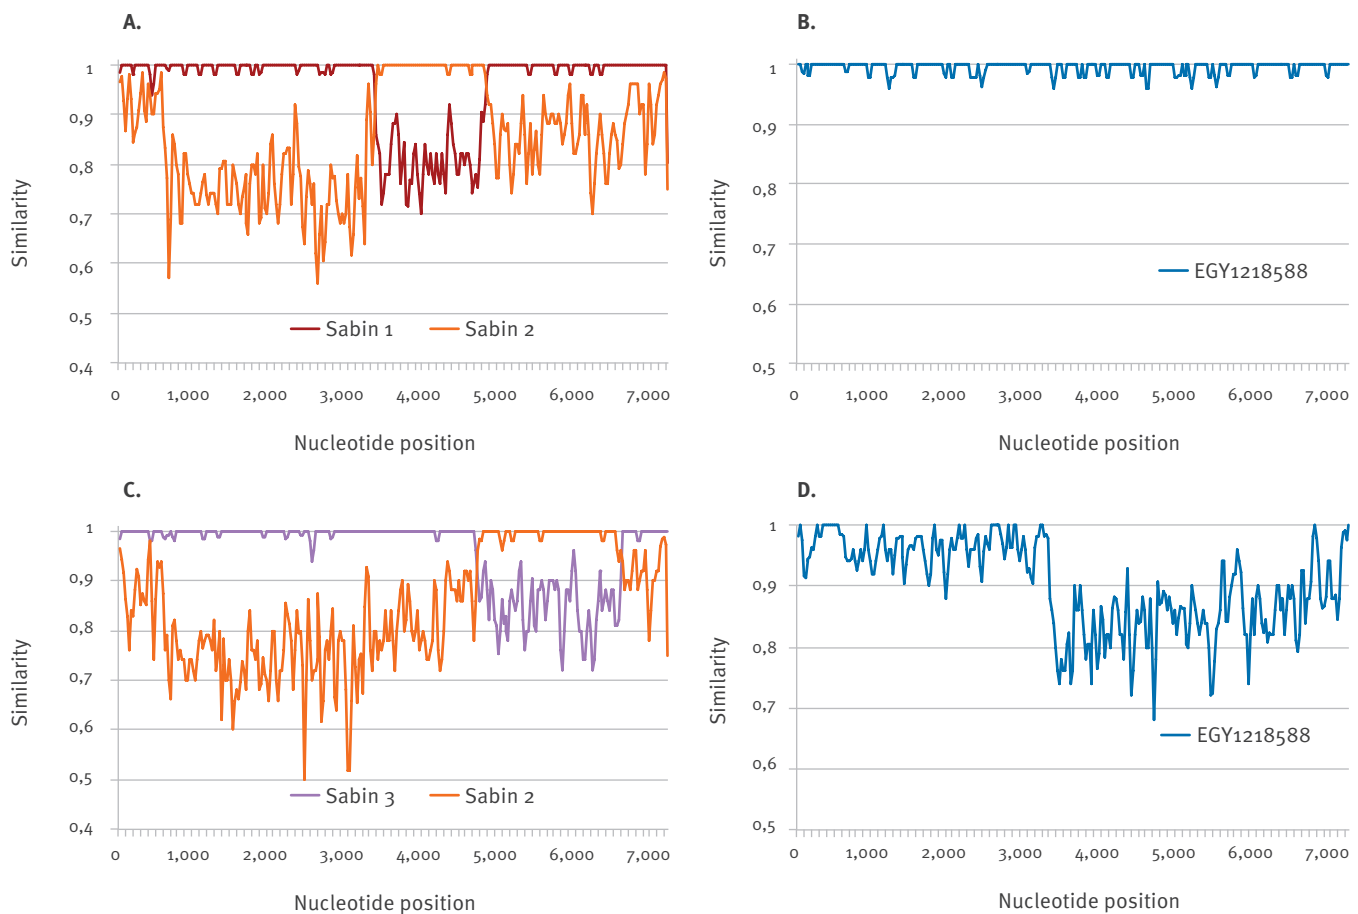 A.
Similarity
1
0,9
0,8
0,7
0,6
0,5
0,4
Sabin 1 Sabin 2
0 1,000 2,000 3,000 4,000 5,000 6,000 7,000
Nucleotide position
B.
Similarity
1
0,9
0,8
0,7
0,6
0,5
EGY1218588
0 1,000 2,000 3,000 4,000 5,000 6,000 7,000
Nucleotide position
C.
Similarity
1
0,9
0,8
0,7
0,6
0,5
0,4
Sabin 3 Sabin 2
0 1,000 2,000 3,000 4,000 5,000 6,000 7,000
Nucleotide position
D.
Similarity
1
0,9
0,8
0,7
0,6
0,5
EGY1218588
0 1,000 2,000 3,000 4,000 5,000 6,000 7,000
Nucleotide position